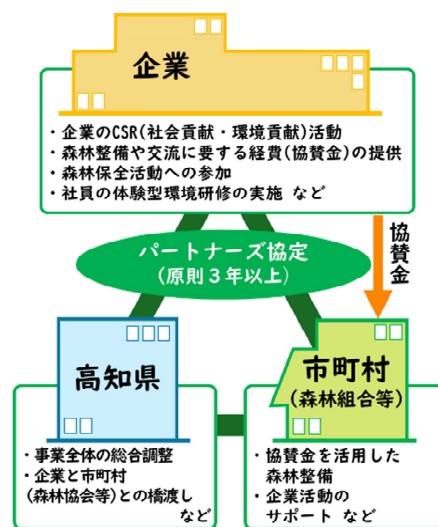 企業
・企業のCSR(社会貢献・環境貢献)活動
・森林整備や交流に要する経費(協賛金)の提供
・森林保全活動への参加
・社員の体験型環境研修の実施 など
パートナーズ協定
(原則3年以上)
協賛金
高知県
・事業全体の総合調整
・企業と市町村
(森林協会等)との橋渡し
など
市町村
(森林組合等)
・協賛金を活用した
森林整備
・企業活動の
サポート など